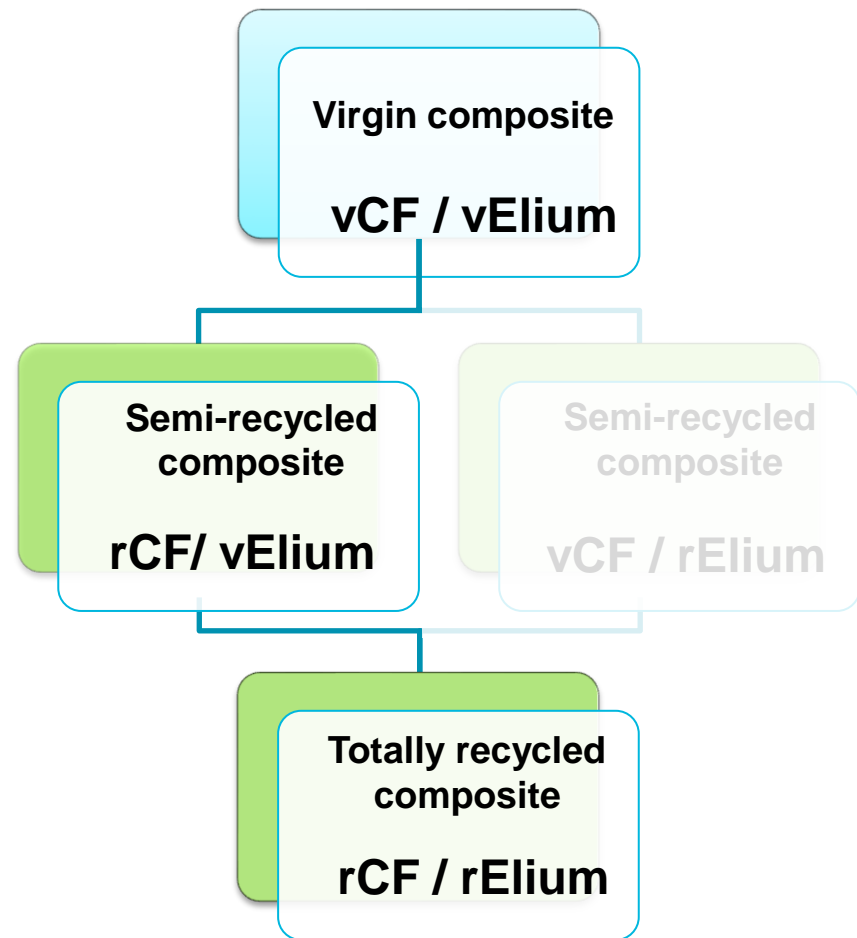 Virgin composite
vCF / vElium
Semi-recycled
composite
rCF/ vElium
Semi-recycled
composite
vCF / rElium
Totally recycled
composite
rCF / rElium